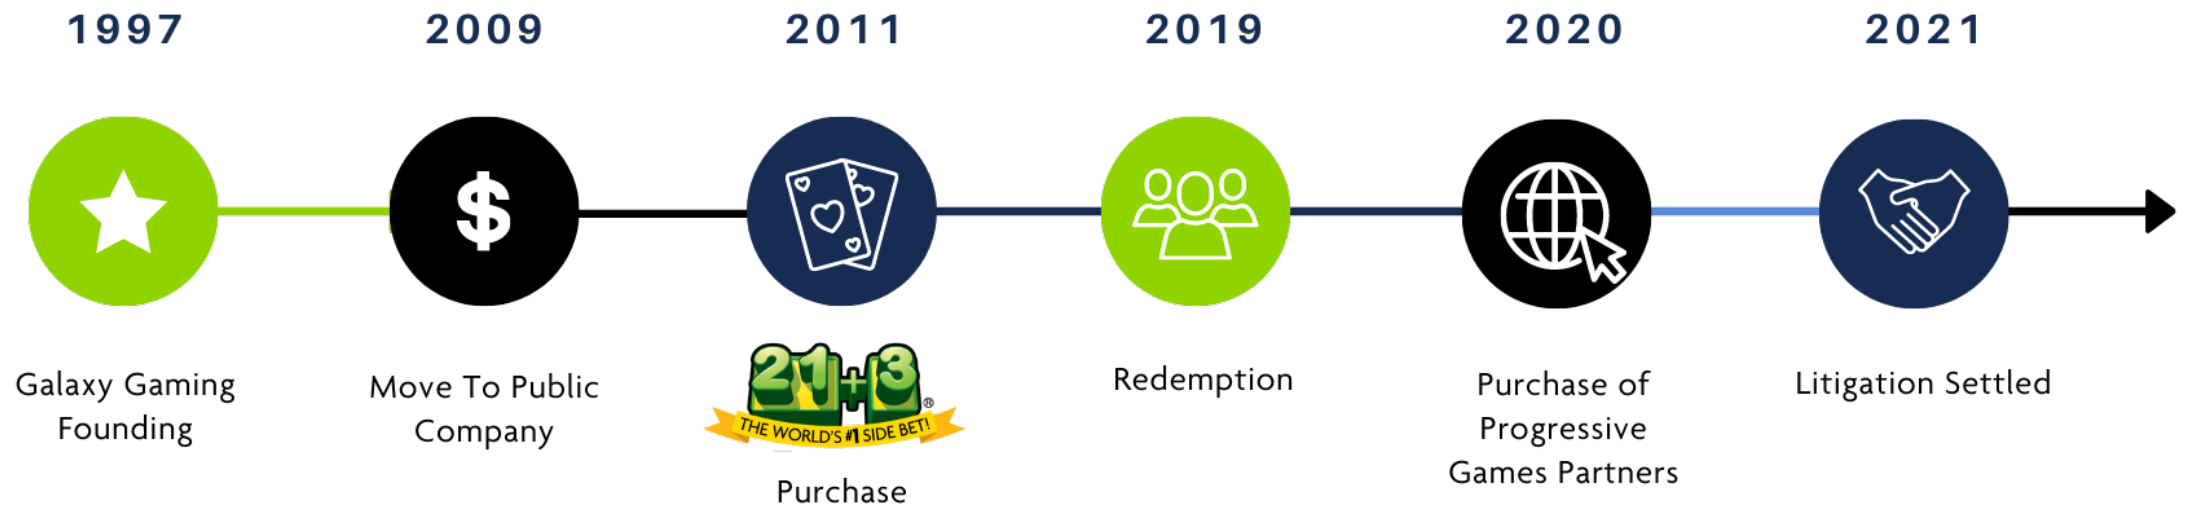 1997
2009
2011
2019
2020
2021
$
Galaxy Gaming
Founding
Move To Public
Company
21+3®
THE WORLD'S #1 SIDE BET!
Purchase
Redemption
Purchase of
Progressive
Games Partners
Litigation Settled